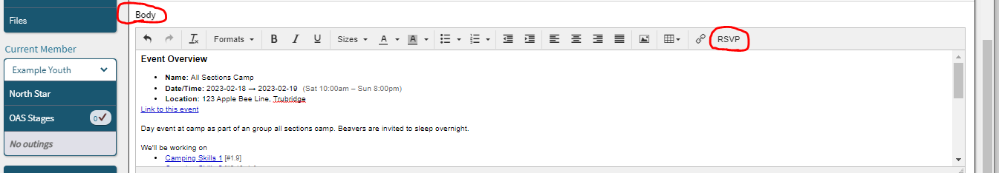 Files
Current Member
Example Youth
North Star
OAS Stages 0
No outings
Body
Formats B I U Sizes A A RSVP
Event Overview
• Name: All Sections Camp
• Date/Time: 2023-02-18 → 2023-02-19 (Sat 10:00am – Sun 8:00pm)
• Location: 123 Apple Bee Line, Trubridge
Link to this event
Day event at camp as part of an group all sections camp. Beavers are invited to sleep overnight.
We'll be working on
• Camping Skills 1 [#1.9]